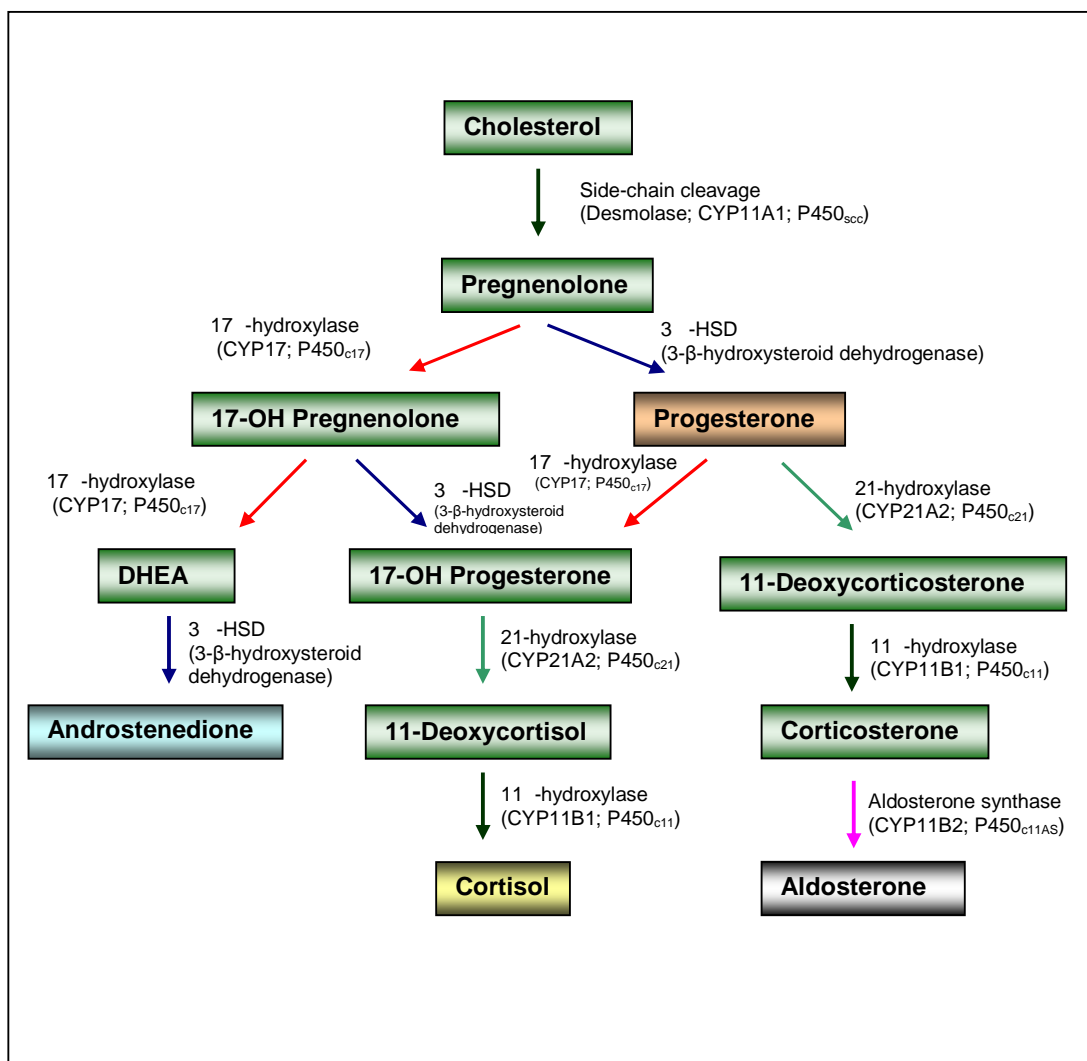 Cholesterol
Side-chain cleavage
(Desmolase; CYP11A1; P450scc)
Pregnenolone
17 -hydroxylase
(CYP17; P450c17)
3 -HSD
(3-β-hydroxysteroid dehydrogenase)
17-OH Pregnenolone
Progesterone
17 -hydroxylase
(CYP17; P450c17)
3 -HSD
(3-β-hydroxysteroid
dehydrogenase)
17 -hydroxylase
(CYP17; P450c17)
21-hydroxylase
(CYP21A2; P450c21)
DHEA
17-OH Progesterone
11-Deoxycorticosterone
3 -HSD
(3-β-hydroxysteroid
dehydrogenase)
21-hydroxylase
(CYP21A2; P450c21)
11 -hydroxylase
(CYP11B1; P450c11)
Androstenedione
11-Deoxycortisol
Corticosterone
11 -hydroxylase
(CYP11B1; P450c11)
Aldosterone synthase
(CYP11B2; P450c11AS)
Cortisol
Aldosterone